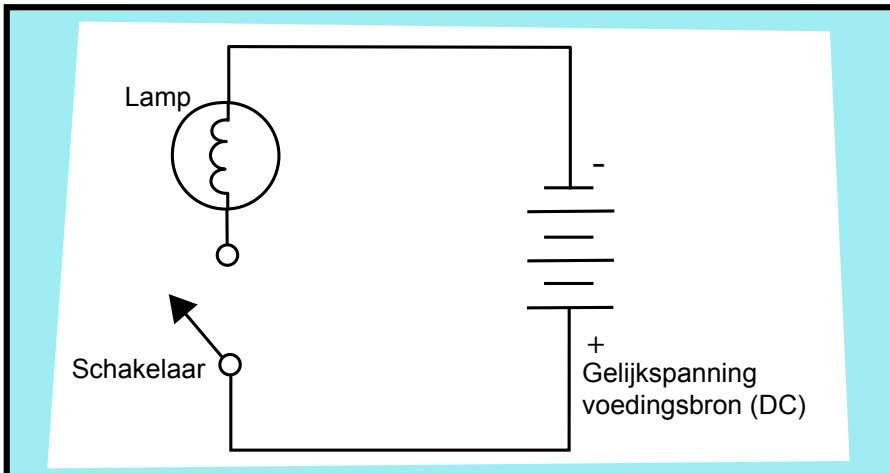 Lamp
-
+
Schakelaar
Gelijkspanning
voedingsbron (DC)